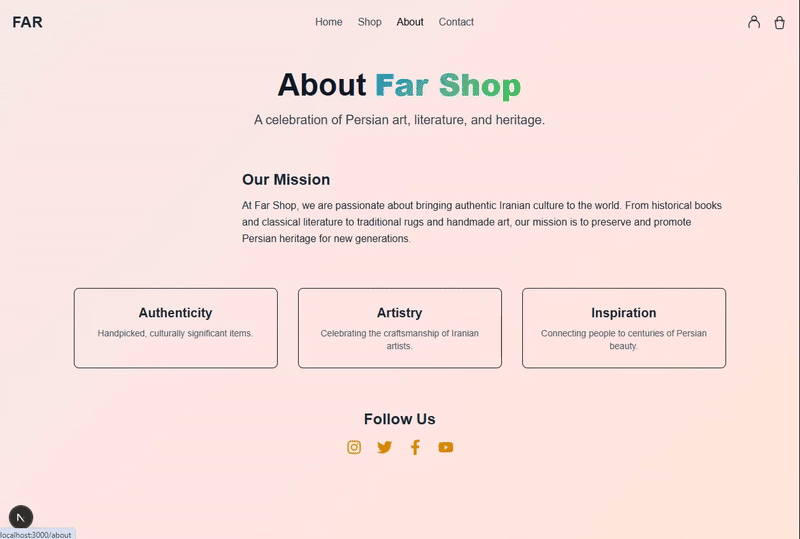 FAR
Home Shop About Contact
About Far Shop
A celebration of Persian art, literature, and heritage.
Our Mission
At Far Shop, we are passionate about bringing authentic Iranian culture to the world. From historical books
and classical literature to traditional rugs and handmade art, our mission is to preserve and promote
Persian heritage for new generations.
Authenticity
Handpicked, culturally significant items.
Artistry
Celebrating the craftsmanship of Iranian
artists.
Inspiration
Connecting people to centuries of Persian
beauty.
Follow Us
N
localhost:3000/about